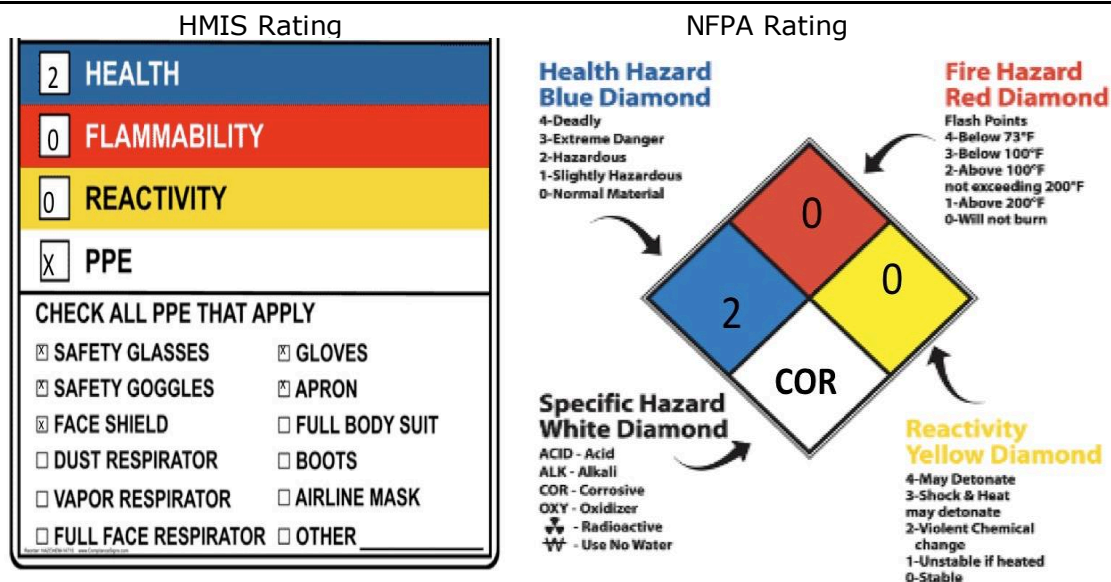 HMIS Rating
2 HEALTH
0 FLAMMABILITY
0 REACTIVITY
X PPE
CHECK ALL PPE THAT APPLY
☒ SAFETY GLASSES ☒ GLOVES
☒ SAFETY GOGGLES ☒ APRON
☒ FACE SHIELD ☐ FULL BODY SUIT
☐ DUST RESPIRATOR ☐ BOOTS
☐ VAPOR RESPIRATOR ☐ AIRLINE MASK
☐ FULL FACE RESPIRATOR ☐ OTHER
NFPA Rating
Health Hazard
Blue Diamond
4-Deadly
3-Extreme Danger
2-Hazardous
1-Slightly Hazardous
0-Normal Material
Fire Hazard
Red Diamond
Flash Points
4-Below 73°F
3-Below 100°F
2-Above 100°F
not exceeding 200°F
1-Above 200°F
0-Will not burn
0
2
0
COR
Specific Hazard
White Diamond
ACID - Acid
ALK - Alkali
COR - Corrosive
OXY - Oxidizer
- Radioactive
W - Use No Water
Reactivity
Yellow Diamond
4-May Detonate
3-Shock & Heat
may detonate
2-Violent Chemical
change
1-Unstable if heated
0-Stable